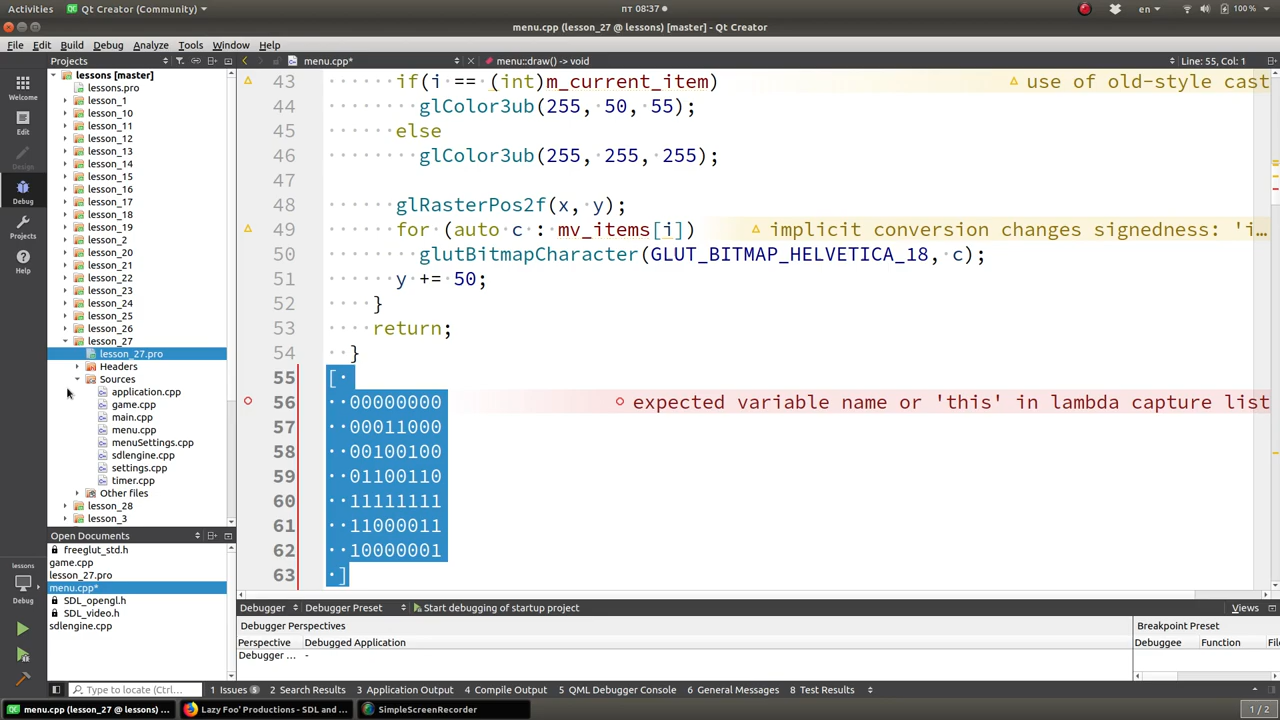 Activities
Qt Creator (Community)
пт 08:37
en
100 %
menu.cpp (lesson_27 @ lessons) [master] - Qt Creator
File Edit Build Debug Analyze Tools Window Help
Projects
menu.cpp*
menu::draw() -> void
Line: 55, Col: 1
Welcome
Edit
Design
Debug
Projects
Help
lessons
Debug
lessons [master]
lessons.pro
lesson_1
lesson_10
lesson_11
lesson_12
lesson_13
lesson_14
lesson_15
lesson_16
lesson_17
lesson_18
lesson_19
lesson_2
lesson_20
lesson_21
lesson_22
lesson_23
lesson_24
lesson_25
lesson_26
lesson_27
lesson_27.pro
Headers
Sources
application.cpp
game.cpp
main.cpp
menu.cpp
menuSettings.cpp
sdlengine.cpp
settings.cpp
timer.cpp
Other files
lesson_28
lesson_3
Open Documents
freeglut_std.h
game.cpp
lesson_27.pro
menu.cpp*
SDL_opengl.h
SDL_video.h
sdlengine.cpp
43 if(i == (int)m_current_item) use of old-style cast
44 glColor3ub(255, 50, 55);
45 else
46 glColor3ub(255, 255, 255);
47
48 glRasterPos2f(x, y);
49 for (auto c : mv_items[i]) implicit conversion changes signedness: 'i…
50 glutBitmapCharacter(GLUT_BITMAP_HELVETICA_18, c);
51 y += 50;
52 }
53 return;
54 }
55 [
56 00000000 expected variable name or 'this' in lambda capture list
57 00011000
58 00100100
59 01100110
60 11111111
61 11000011
62 10000001
63 ]
Debugger
Debugger Preset
Start debugging of startup project
Views
Debugger Perspectives
Breakpoint Preset
Perspective Debugged Application
Debuggee Function Fil
Debugger ... -
Type to locate (Ctrl-...
1 Issues 5
2 Search Results
3 Application Output
4 Compile Output
5 QML Debugger Console
6 General Messages
8 Test Results
menu.cpp (lesson_27 @ lessons) ...
Lazy Foo' Productions - SDL and ...
SimpleScreenRecorder
1 / 2